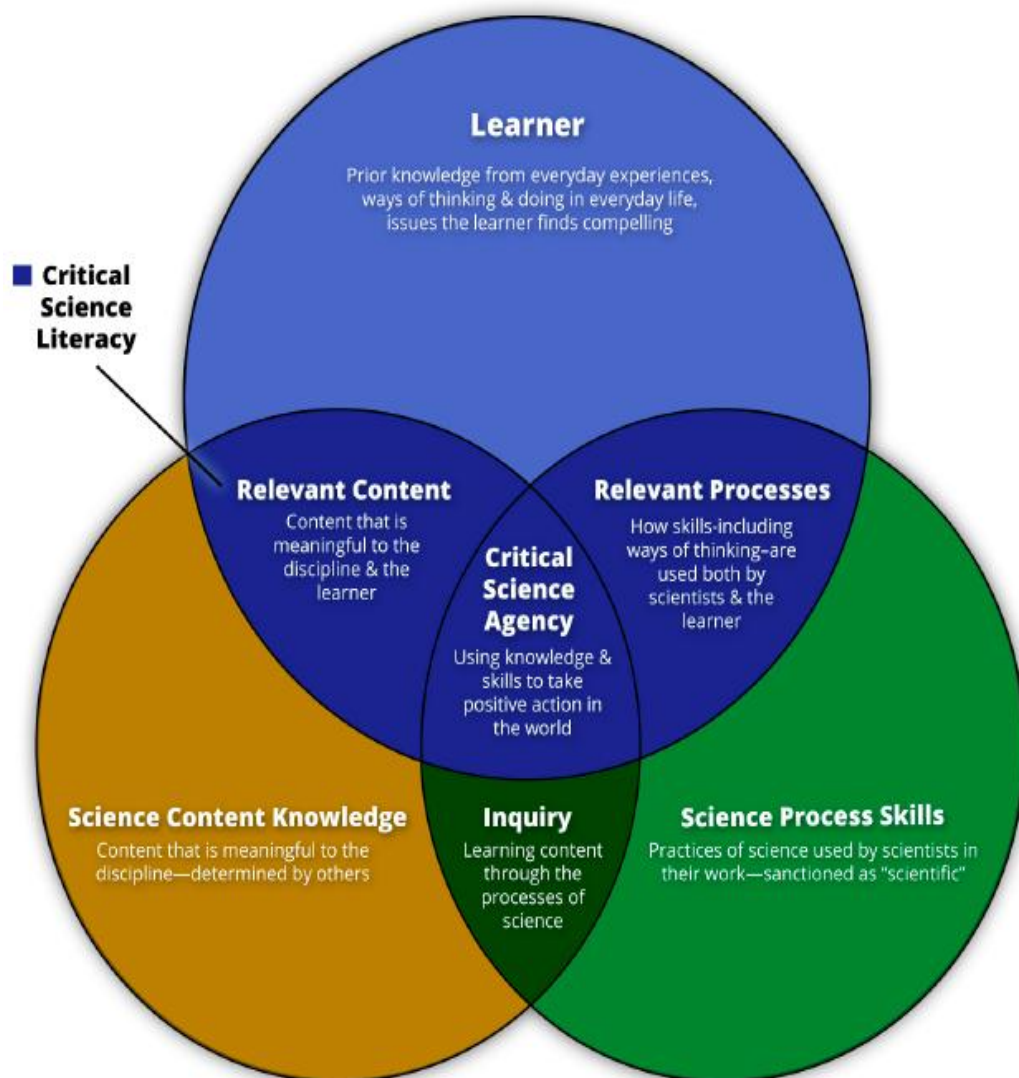 Learner
Prior knowledge from everyday experiences,
ways of thinking & doing in everyday life,
issues the learner finds compelling
Critical
Science
Literacy
Relevant Content
Content that is
meaningful to the
discipline & the
learner
Relevant Processes
How skills-including
ways of thinking–are
used both by
scientists & the
learner
Critical
Science
Agency
Using knowledge &
skills to take
positive action in
the world
Science Content Knowledge
Content that is meaningful to the
discipline—determined by others
Inquiry
Learning content
through the
processes of
science
Science Process Skills
Practices of science used by scientists in
their work—sanctioned as "scientific"